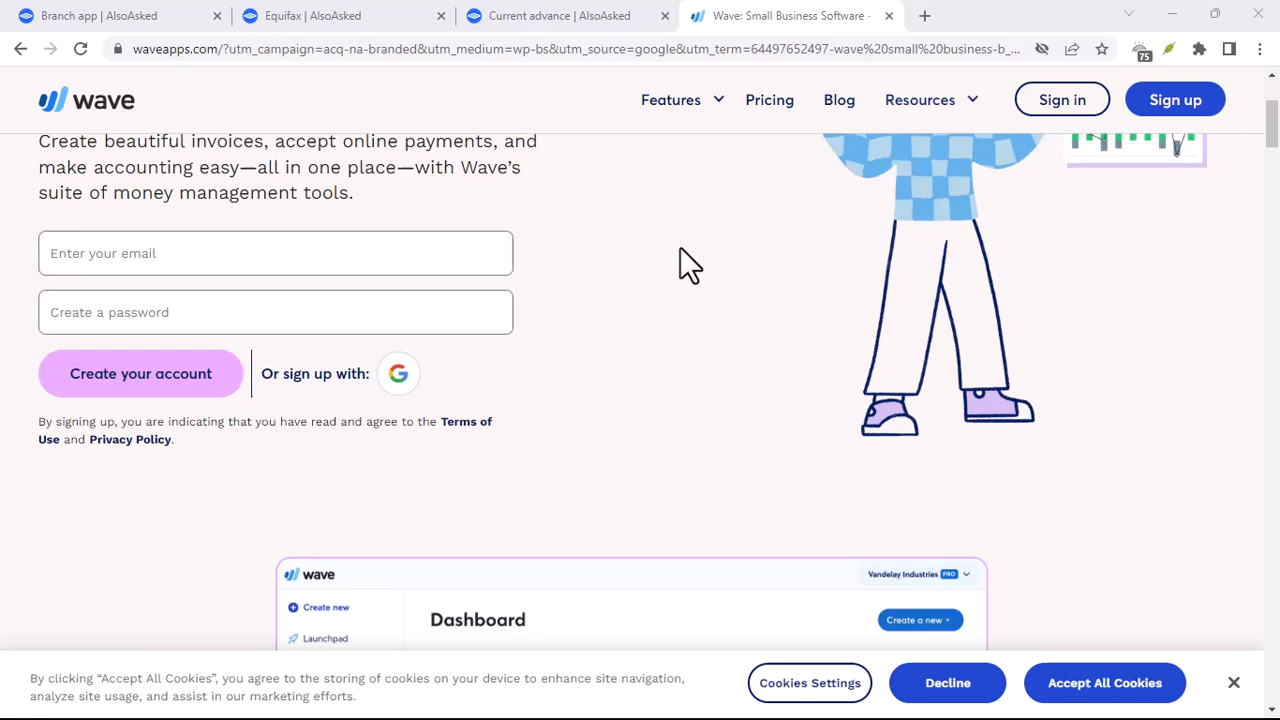 Branch app | AlsoAsked
Equifax | AlsoAsked
Current advance | AlsoAsked
Wave: Small Business Software -
waveapps.com/?utm_campaign=acq-na-branded&utm_medium=wp-bs&utm_source=google&utm_term=64497652497-wave%20small%20business-b_...
75
wave
Features
Pricing
Blog
Resources
Sign in
Sign up
Create beautiful invoices, accept online payments, and
make accounting easy—all in one place—with Wave’s
suite of money management tools.
Enter your email
Create a password
Create your account
Or sign up with:
By signing up, you are indicating that you have read and agree to the Terms of
Use and Privacy Policy.
wave
Vandelay Industries PRO
Create new
Dashboard
Create a new
Launchpad
By clicking “Accept All Cookies”, you agree to the storing of cookies on your device to enhance site navigation,
analyze site usage, and assist in our marketing efforts.
Cookies Settings
Decline
Accept All Cookies